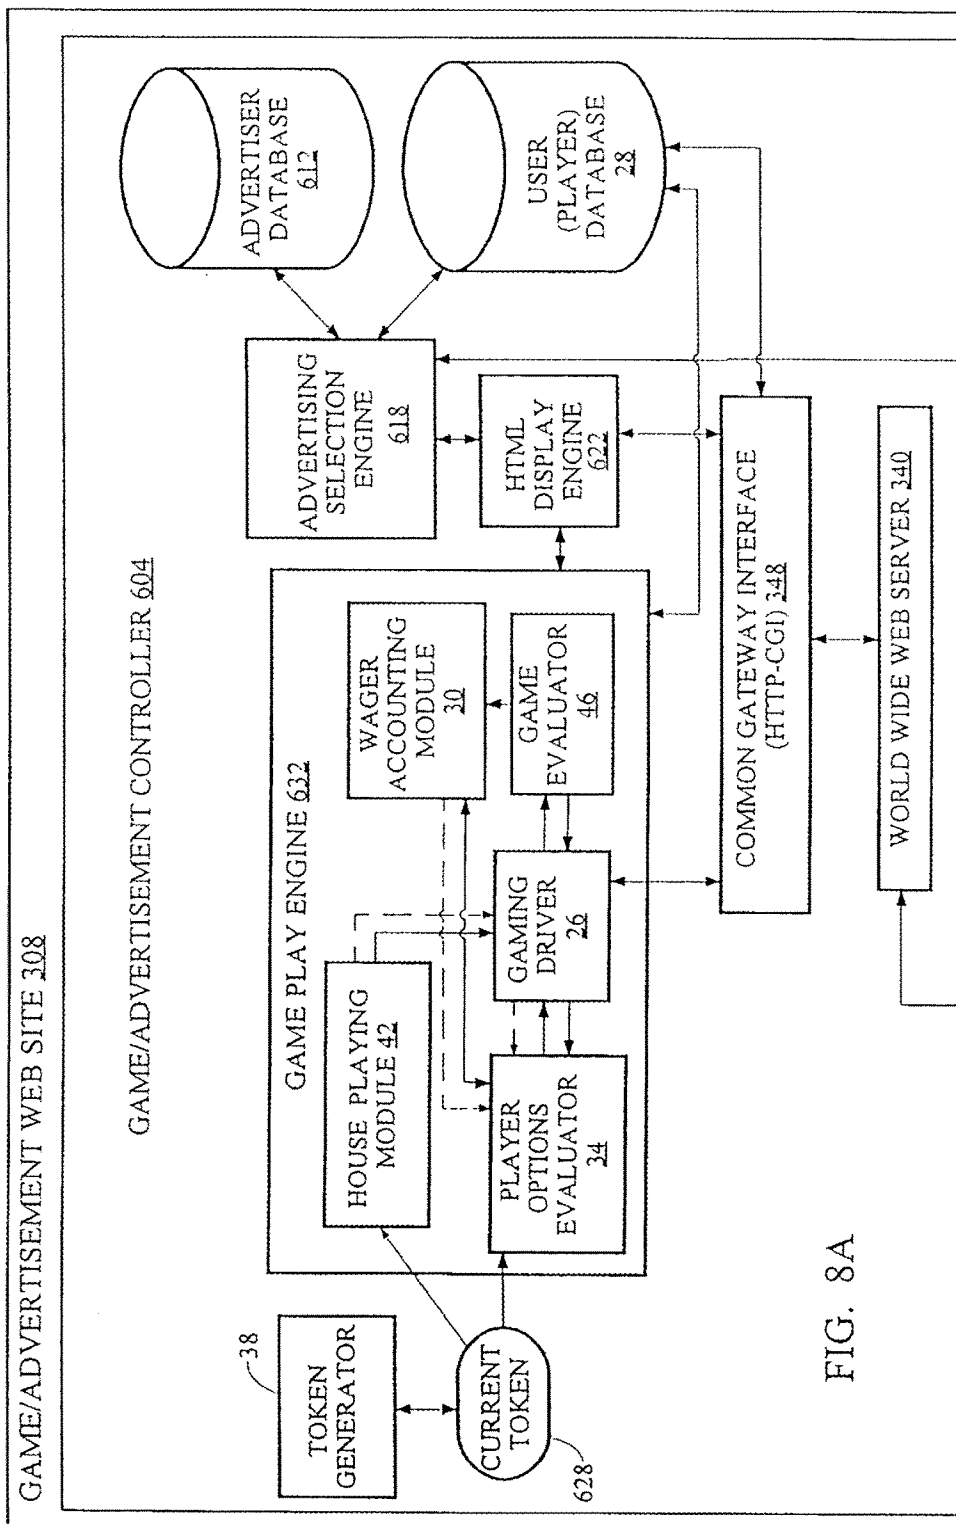 GAME/ADVERTISEMENT WEB SITE 308
GAME/ADVERTISEMENT CONTROLLER 604
TOKEN
GENERATOR
38
CURRENT
TOKEN
628
GAME PLAY ENGINE 632
HOUSE PLAYING
MODULE 42
PLAYER
OPTIONS
EVALUATOR
34
GAMING
DRIVER
26
WAGER
ACCOUNTING
MODULE
30
GAME
EVALUATOR
46
ADVERTISING
SELECTION
ENGINE
618
HTML
DISPLAY
ENGINE
622
ADVERTISER
DATABASE
612
USER
(PLAYER)
DATABASE
28
COMMON GATEWAY INTERFACE
(HTTP-CGI) 348
WORLD WIDE WEB SERVER 340
FIG. 8A